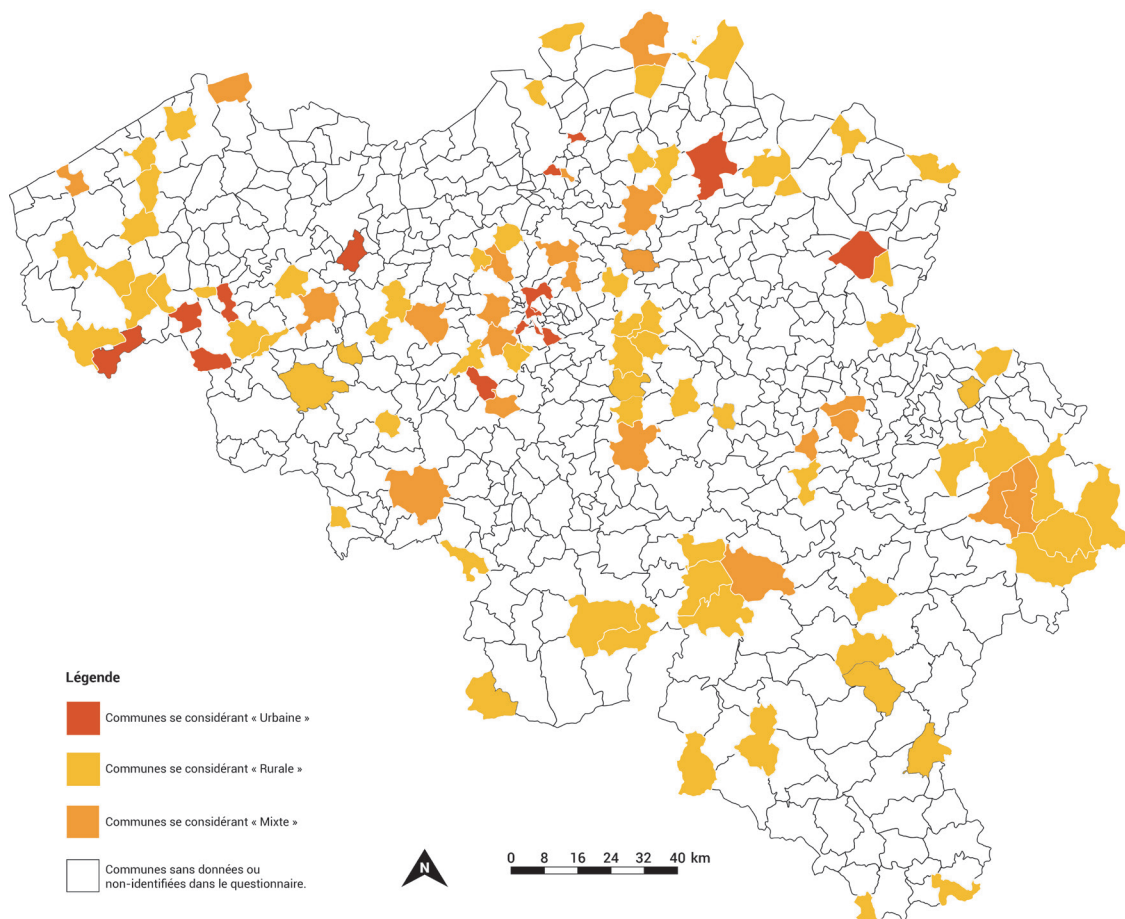 Légende
Communes se considérant « Urbaine »
Communes se considérant « Rurale »
Communes se considérant « Mixte »
Communes sans données ou
non-identifiées dans le questionnaire.
N
0 8 16 24 32 40 km